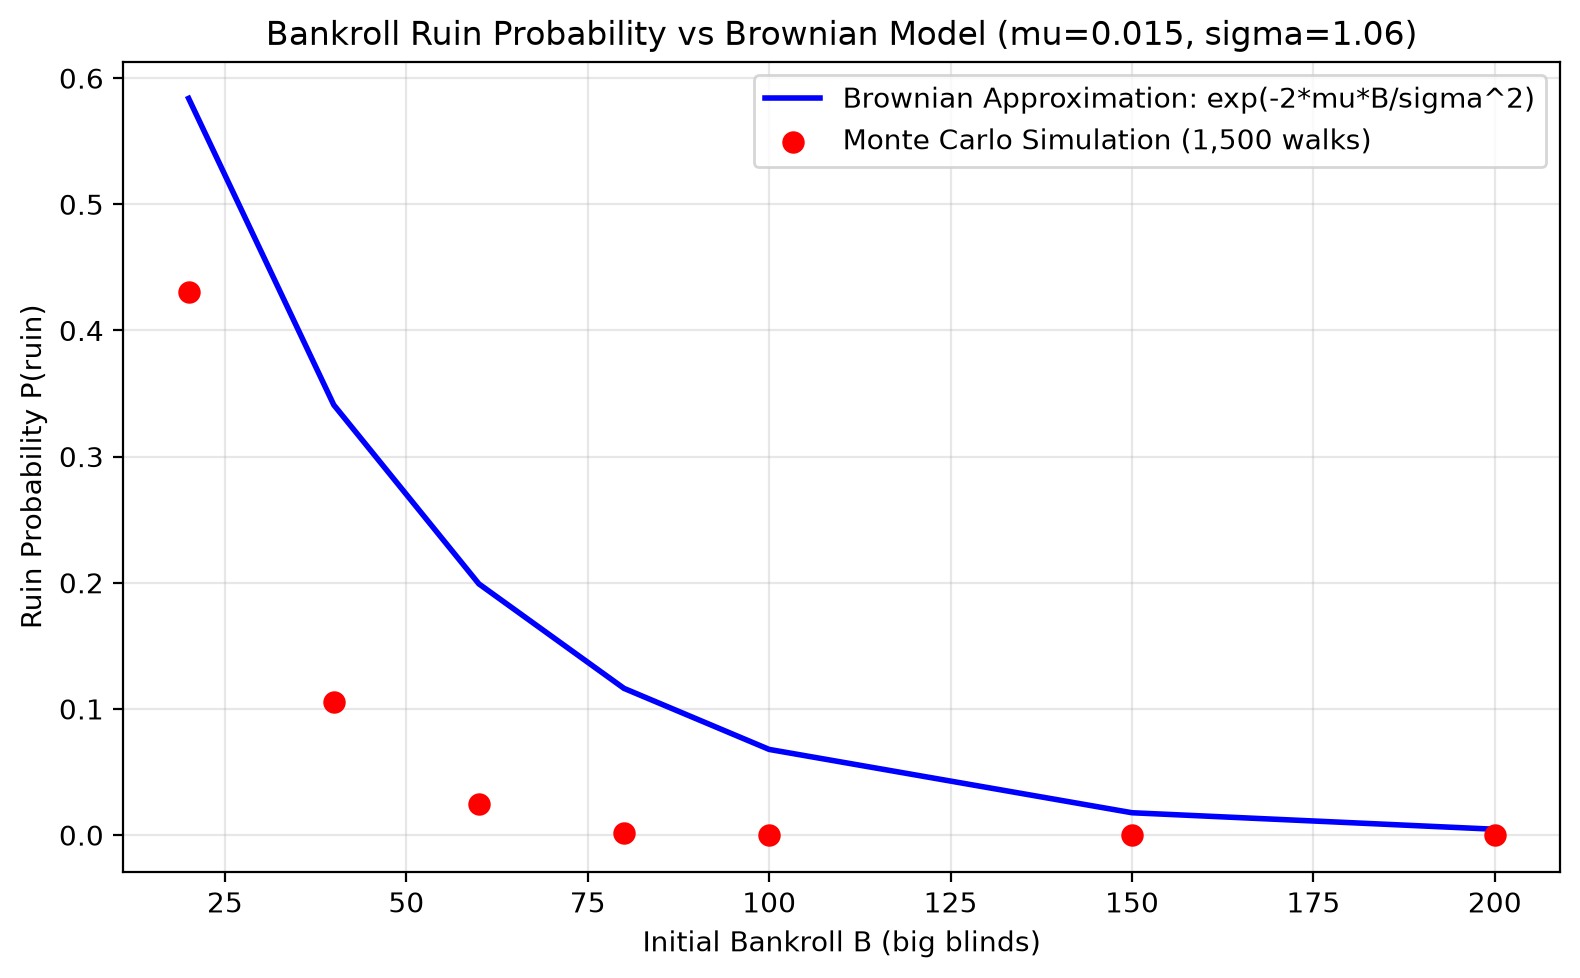 Bankroll Ruin Probability vs Brownian Model (mu=0.015, sigma=1.06)
Brownian Approximation: exp(-2*mu*B/sigma^2)
Monte Carlo Simulation (1,500 walks)
Ruin Probability P(ruin)
0.6
0.5
0.4
0.3
0.2
0.1
0.0
25 50 75 100 125 150 175 200
Initial Bankroll B (big blinds)